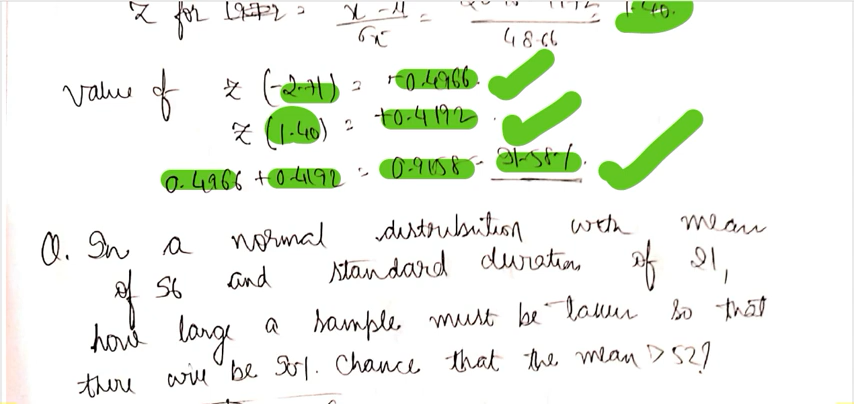 Z for = x - μ / σx̄ = / 48.66 = 1.40.
Value of Z (-2.71) = +0.4966.
Z (1.40) = +0.4192.
0.4966 + 0.4192 = 0.9158 = 91.58%.
Q. In a normal distribution with mean
of 56 and standard duration of 21,
how large a sample must be taken so that
there will be 90%. Chance that the mean > 52?